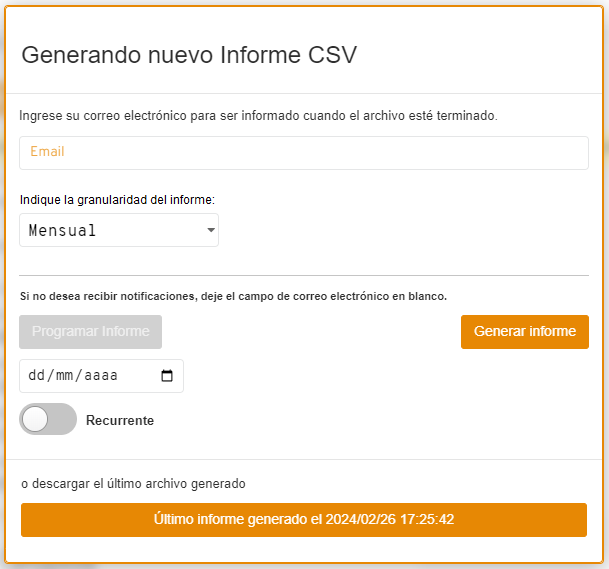 Generando nuevo Informe CSV
Ingrese su correo electrónico para ser informado cuando el archivo esté terminado.
Email
Indique la granularidad del informe:
Mensual
Si no desea recibir notificaciones, deje el campo de correo electrónico en blanco.
Programar Informe
Generar informe
dd/mm/aaaa
Recurrente
o descargar el último archivo generado
Último informe generado el 2024/02/26 17:25:42